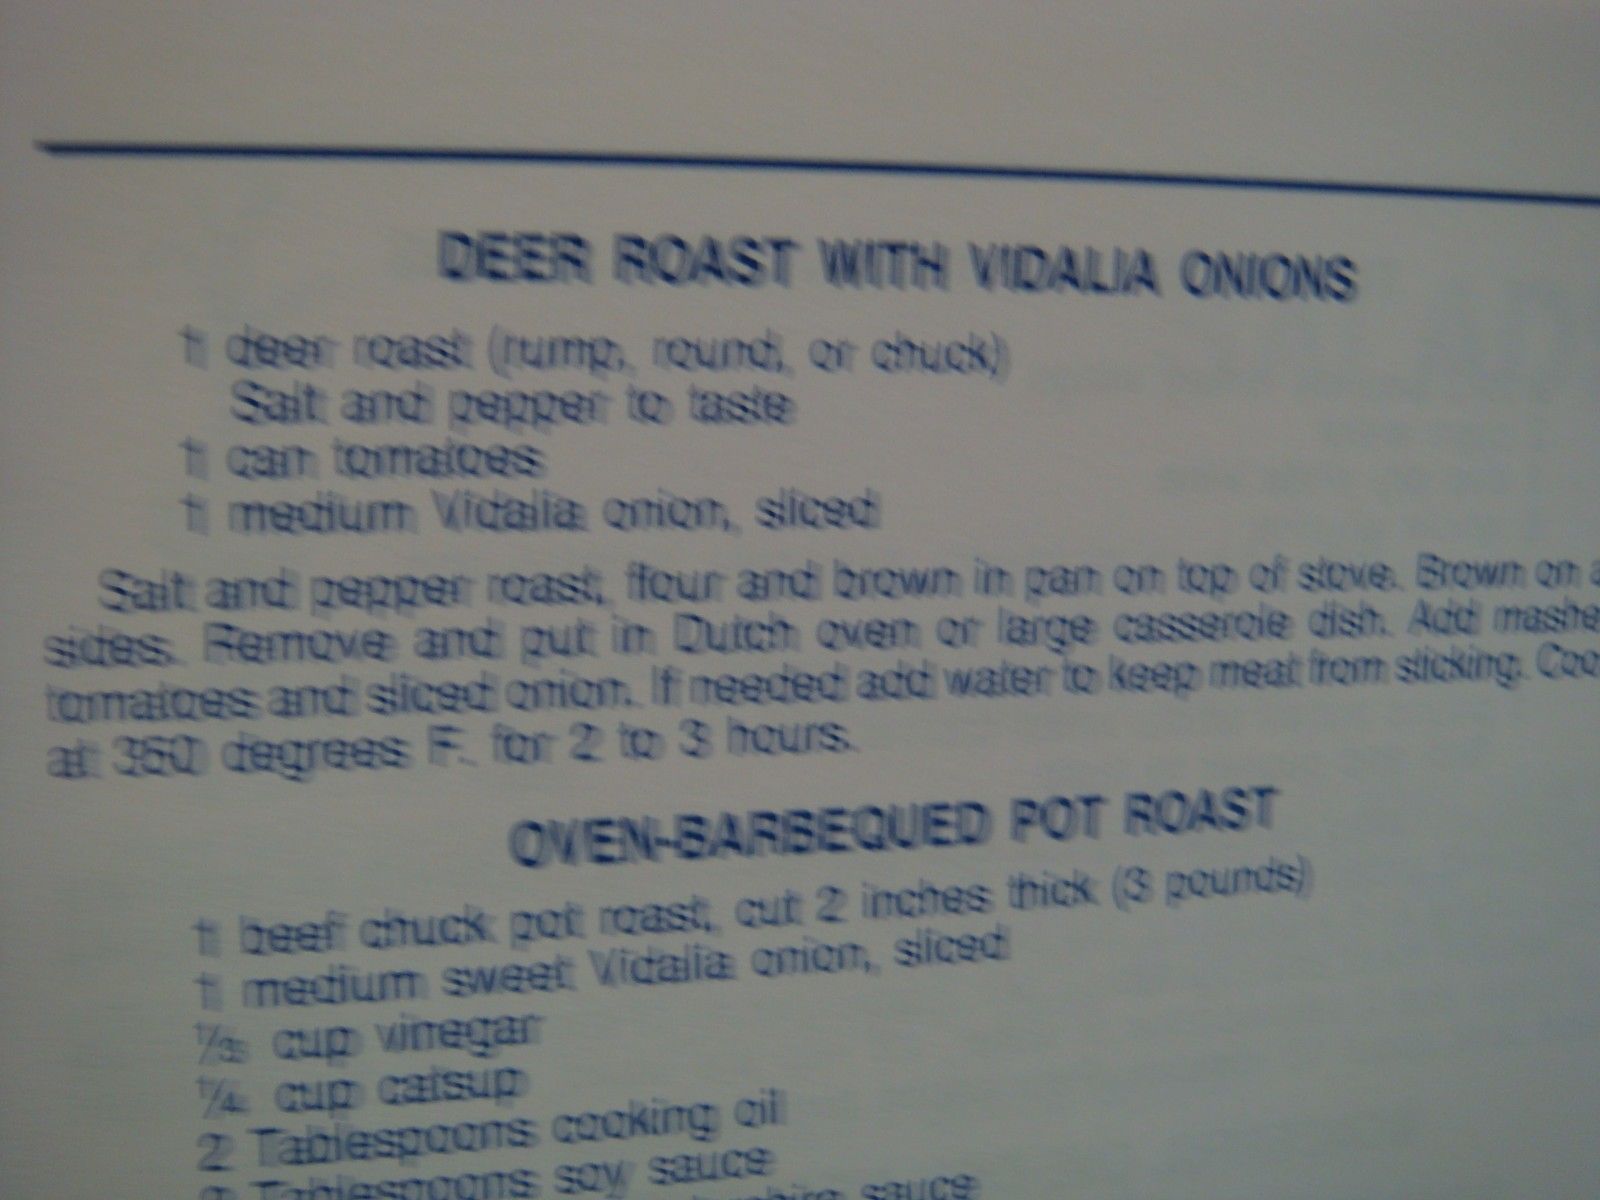 DEER ROAST WITH VIDALIA ONIONS
1 deer roast (rump, round, or chuck)
Salt and pepper to taste
1 can tomatoes
1 medium Vidalia onion, sliced
Salt and pepper roast, flour and brown in pan on top of stove. Brown on
sides. Remove and put in Dutch oven or large casserole dish. Add
tomatoes and sliced onion. If needed add water to keep meat from sticking.
at 350 degrees F. for 2 to 3 hours.
OVEN-BARBEQUED POT ROAST
1 beef chuck pot roast, cut 2 inches thick (3 pounds)
1 medium sweet Vidalia onion, sliced
⅓ cup vinegar
¼ cup catsup
2 Tablespoons cooking oil
Tablespoons soy sauce
sauce